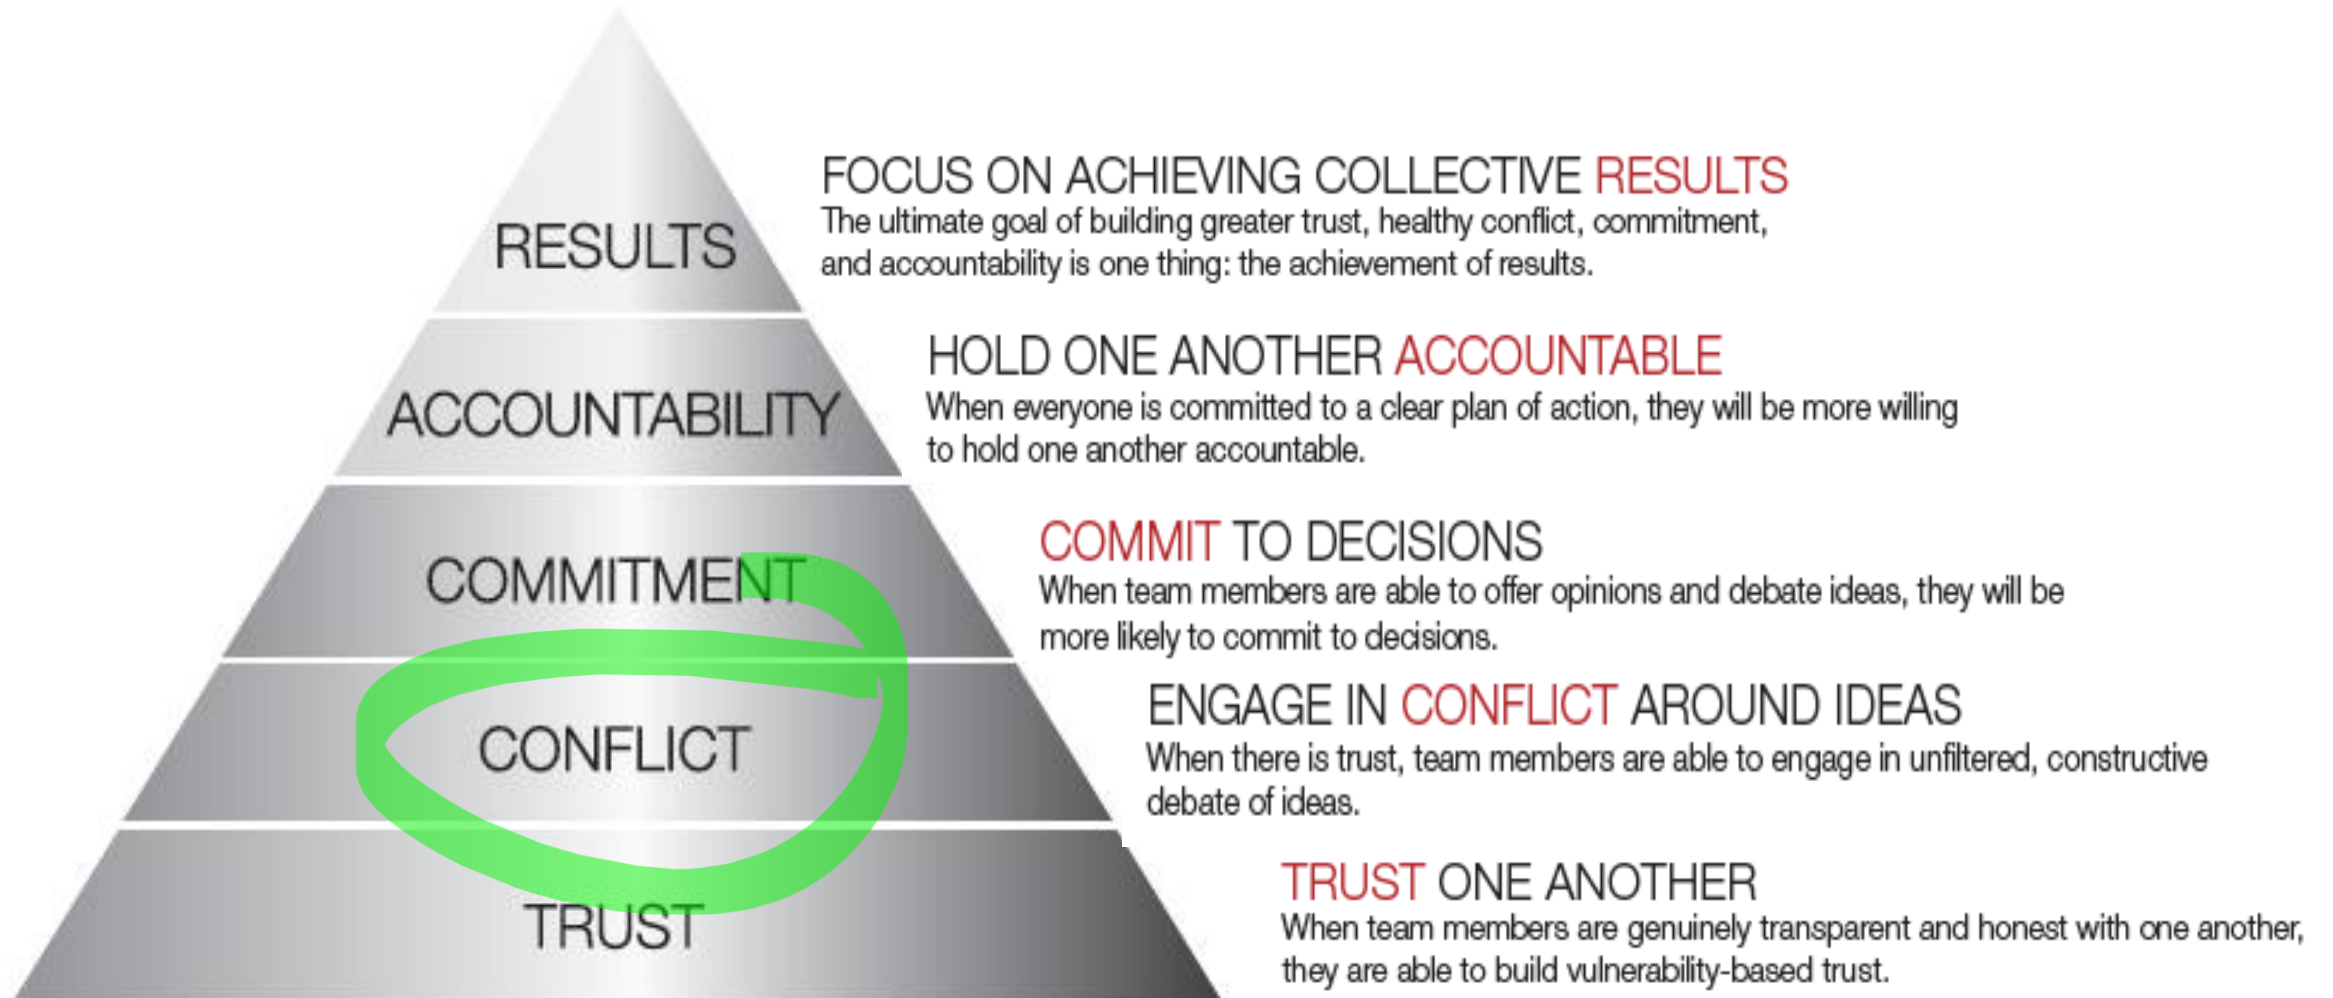 RESULTS
FOCUS ON ACHIEVING COLLECTIVE RESULTS
The ultimate goal of building greater trust, healthy conflict, commitment,
and accountability is one thing: the achievement of results.
ACCOUNTABILITY
HOLD ONE ANOTHER ACCOUNTABLE
When everyone is committed to a clear plan of action, they will be more willing
to hold one another accountable.
COMMITMENT
COMMIT TO DECISIONS
When team members are able to offer opinions and debate ideas, they will be
more likely to commit to decisions.
CONFLICT
ENGAGE IN CONFLICT AROUND IDEAS
When there is trust, team members are able to engage in unfiltered, constructive
debate of ideas.
TRUST
TRUST ONE ANOTHER
When team members are genuinely transparent and honest with one another,
they are able to build vulnerability-based trust.